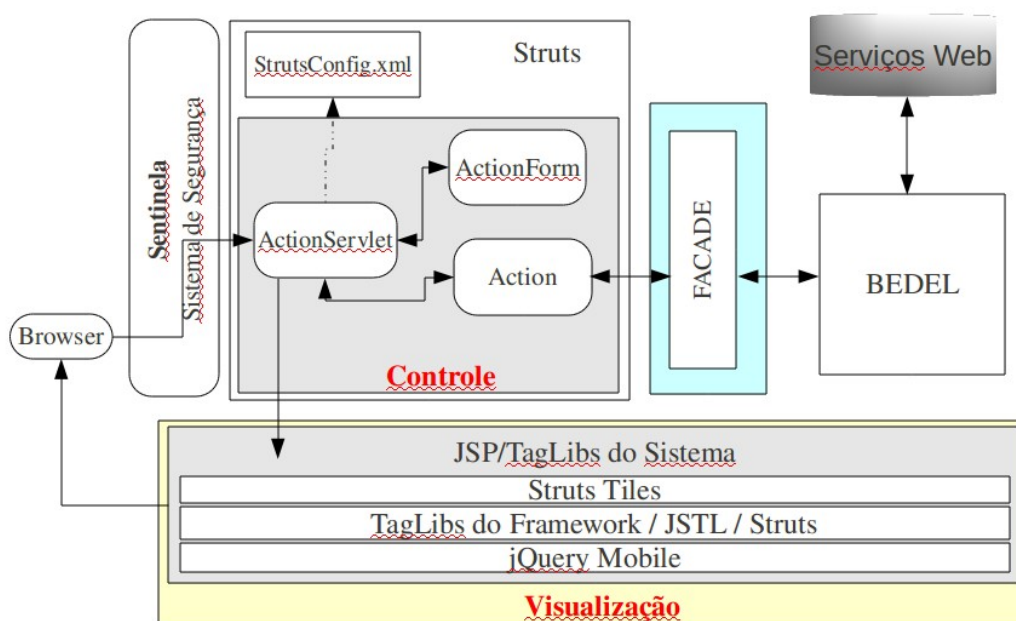 Serviços Web
Struts
StrutsConfig.xml
Sentinela
Sistema de Segurança
ActionForm
ActionServlet
Action
FACADE
BEDEL
Browser
Controle
JSP/TagLibs do Sistema
Struts Tiles
TagLibs do Framework / JSTL / Struts
jQuery Mobile
Visualização